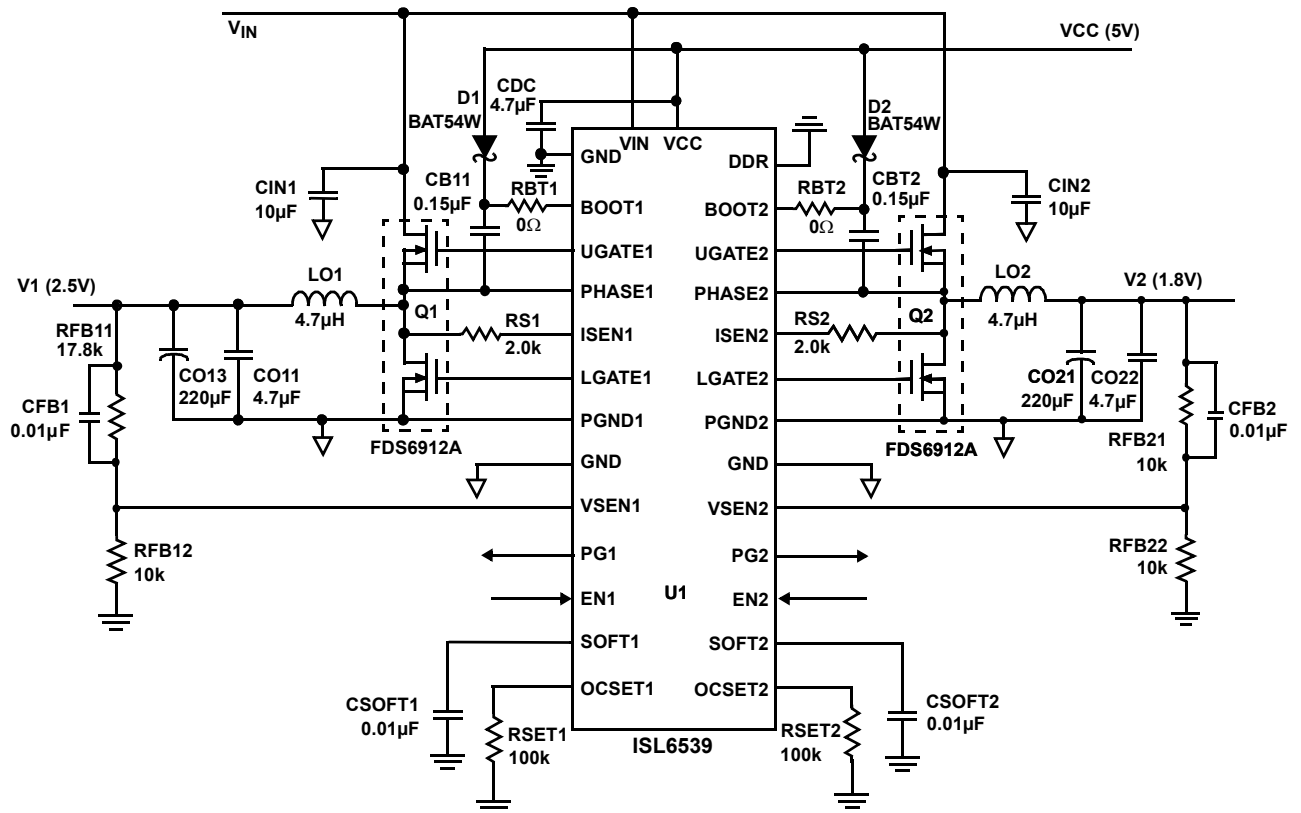 VIN
VCC (5V)
D1
BAT54W
CDC
4.7µF
D2
BAT54W
VIN
VCC
GND
DDR
CIN1
10µF
CB11
0.15µF
RBT1
0Ω
BOOT1
BOOT2
RBT2
0Ω
CBT2
0.15µF
CIN2
10µF
UGATE1
UGATE2
V1 (2.5V)
LO1
4.7µH
PHASE1
PHASE2
LO2
4.7µH
V2 (1.8V)
Q1
Q2
RFB11
17.8k
RS1
2.0k
ISEN1
ISEN2
RS2
2.0k
CO13
220µF
CO11
4.7µF
LGATE1
LGATE2
CO21
220µF
CO22
4.7µF
CFB1
0.01µF
CFB2
0.01µF
PGND1
PGND2
FDS6912A
FDS6912A
RFB21
10k
GND
GND
VSEN1
VSEN2
RFB12
10k
RFB22
10k
PG1
PG2
EN1
U1
EN2
SOFT1
SOFT2
OCSET1
OCSET2
CSOFT1
0.01µF
CSOFT2
0.01µF
RSET1
100k
RSET2
100k
ISL6539